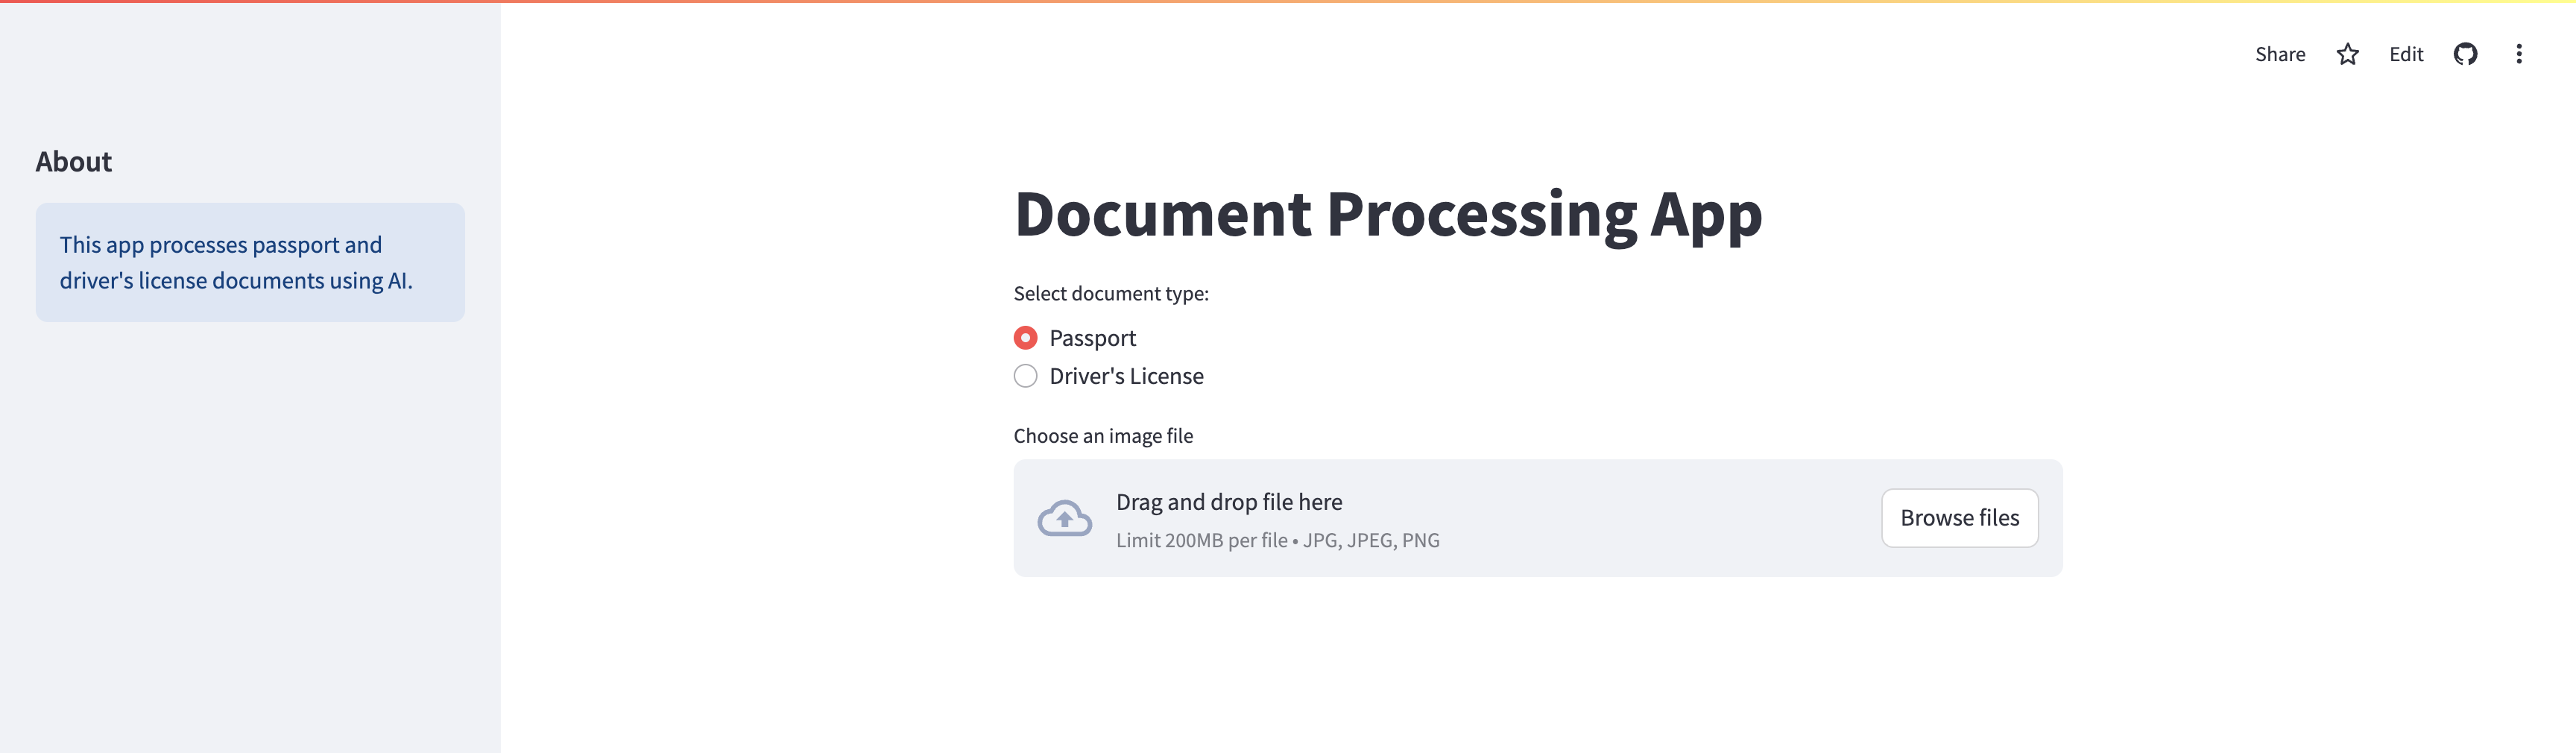 Share
Edit
About
This app processes passport and
driver's license documents using AI.
Document Processing App
Select document type:
Passport
Driver's License
Choose an image file
Drag and drop file here
Limit 200MB per file • JPG, JPEG, PNG
Browse files